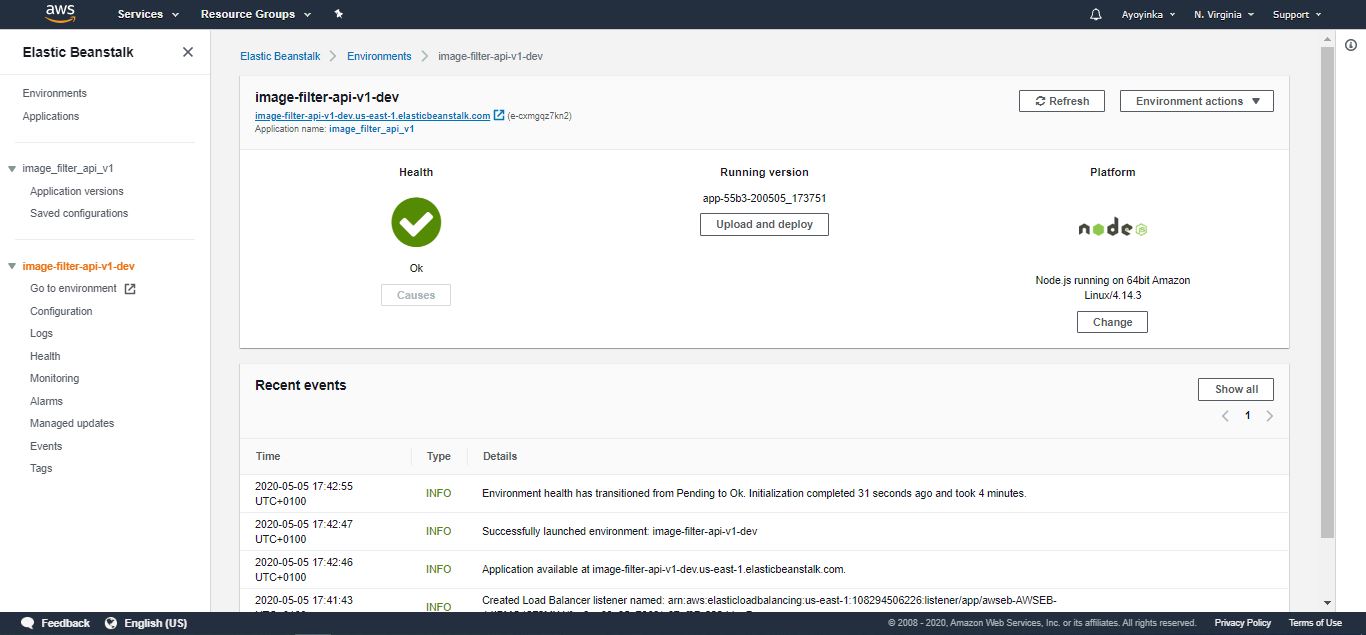 aws Services Resource Groups Ayoyinka N. Virginia Support
Elastic Beanstalk
Environments
Applications
image_filter_api_v1
Application versions
Saved configurations
image-filter-api-v1-dev
Go to environment
Configuration
Logs
Health
Monitoring
Alarms
Managed updates
Events
Tags
Elastic Beanstalk Environments image-filter-api-v1-dev
image-filter-api-v1-dev
image-filter-api-v1-dev.us-east-1.elasticbeanstalk.com (e-cxmgqz7kn2)
Application name: image_filter_api_v1
Refresh Environment actions
Health
Ok
Causes
Running version
app-55b3-200505_173751
Upload and deploy
Platform
node JS
Node.js running on 64bit Amazon
Linux/4.14.3
Change
Recent events
Show all
1
Time Type Details
2020-05-05 17:42:55
UTC+0100
INFO
Environment health has transitioned from Pending to Ok. Initialization completed 31 seconds ago and took 4 minutes.
2020-05-05 17:42:47
UTC+0100
INFO
Successfully launched environment: image-filter-api-v1-dev
2020-05-05 17:42:46
UTC+0100
INFO
Application available at image-filter-api-v1-dev.us-east-1.elasticbeanstalk.com.
2020-05-05 17:41:43
INFO
Created Load Balancer listener named: arn:aws:elasticloadbalancing:us-east-1:108294506226:listener/app/awseb-AWSEB-
Feedback English (US) © 2008 - 2020, Amazon Web Services, Inc. or its affiliates. All rights reserved. Privacy Policy Terms of Use